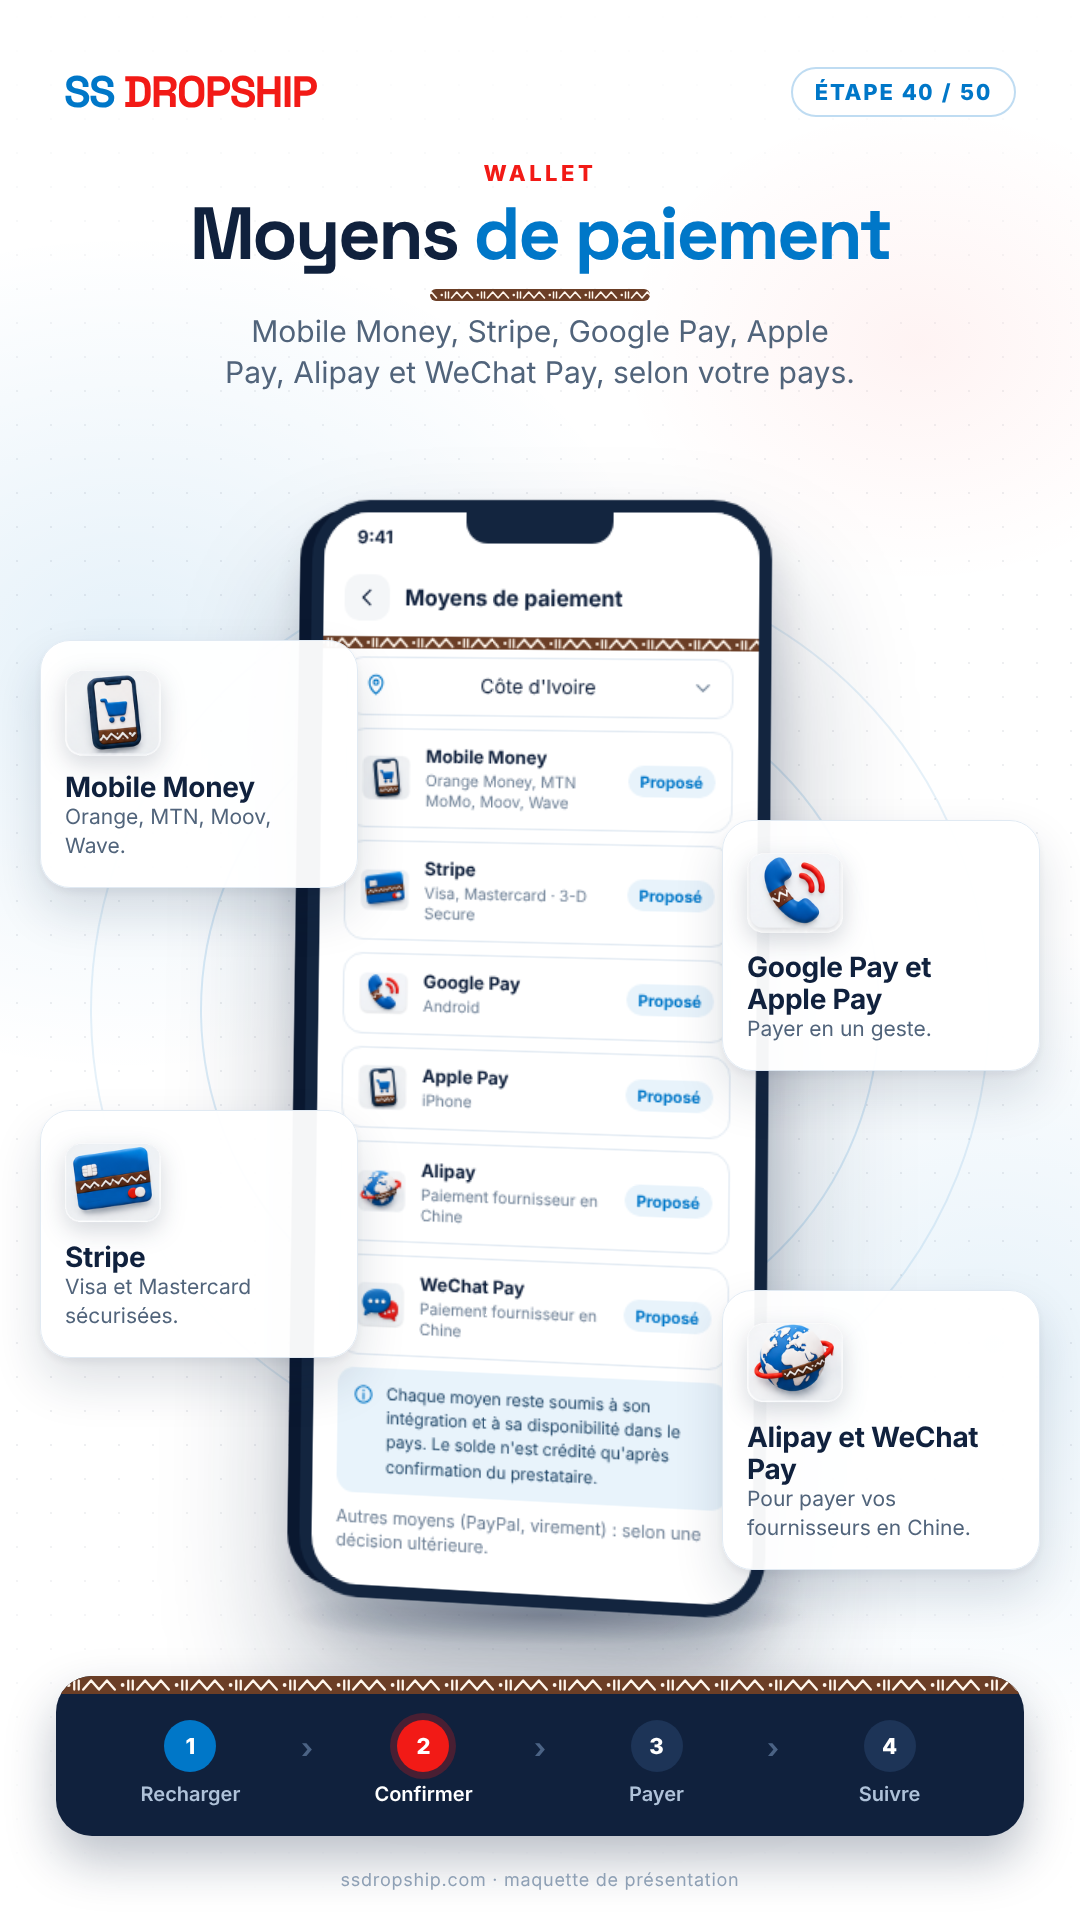 SS DROPSHIP
ÉTAPE 40 / 50
WALLET
Moyens de paiement
Mobile Money, Stripe, Google Pay, Apple
Pay, Alipay et WeChat Pay, selon votre pays.
9:41
Moyens de paiement
Côte d'Ivoire
Mobile Money
Orange Money, MTN
MoMo, Moov, Wave
Proposé
Stripe
Visa, Mastercard · 3-D
Secure
Proposé
Google Pay
Android
Proposé
Apple Pay
iPhone
Proposé
Alipay
Paiement fournisseur en
Chine
Proposé
WeChat Pay
Paiement fournisseur en
Chine
Proposé
Chaque moyen reste soumis à son
intégration et à sa disponibilité dans le
pays. Le solde n'est crédité qu'après
confirmation du prestataire.
Autres moyens (PayPal, virement) : selon une
décision ultérieure.
Mobile Money
Orange, MTN, Moov,
Wave.
Google Pay et
Apple Pay
Payer en un geste.
Stripe
Visa et Mastercard
sécurisées.
Alipay et WeChat
Pay
Pour payer vos
fournisseurs en Chine.
1 › 2 › 3 › 4
Recharger Confirmer Payer Suivre
ssdropship.com · maquette de présentation